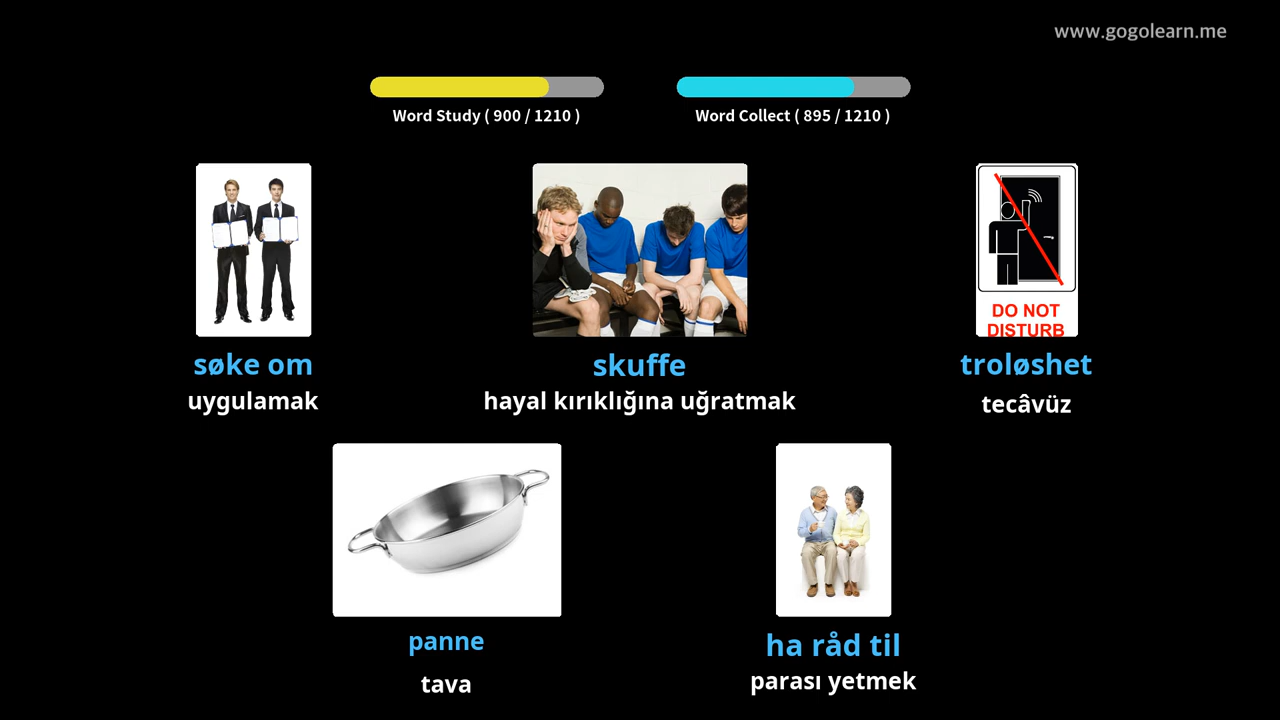 www.gogolearn.me
Word Study ( 900 / 1210 )
Word Collect ( 895 / 1210 )
DO NOT
DISTURB
søke om
skuffe
troløshet
uygulamak
hayal kırıklığına uğratmak
tecâvüz
panne
ha råd til
tava
parası yetmek